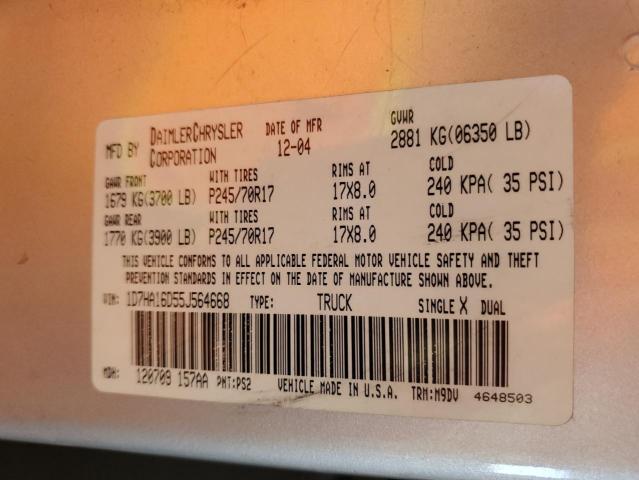 MFD BY DAIMLERCHRYSLER CORPORATION DATE OF MFR 12-04 GVWR 2881 KG(06350 LB)
GAWR FRONT WITH TIRES RIMS AT COLD
1679 KG(3700 LB) P245/70R17 17X8.0 240 KPA( 35 PSI)
GAWR REAR WITH TIRES RIMS AT COLD
1770 KG(3900 LB) P245/70R17 17X8.0 240 KPA( 35 PSI)
THIS VEHICLE CONFORMS TO ALL APPLICABLE FEDERAL MOTOR VEHICLE SAFETY AND THEFT
PREVENTION STANDARDS IN EFFECT ON THE DATE OF MANUFACTURE SHOWN ABOVE.
VIN: 1D7HA16D55J564668 TYPE: TRUCK SINGLE X DUAL
MDH: 120709 157AA PNT:PS2 VEHICLE MADE IN U.S.A. TRM:M9DV 4648503